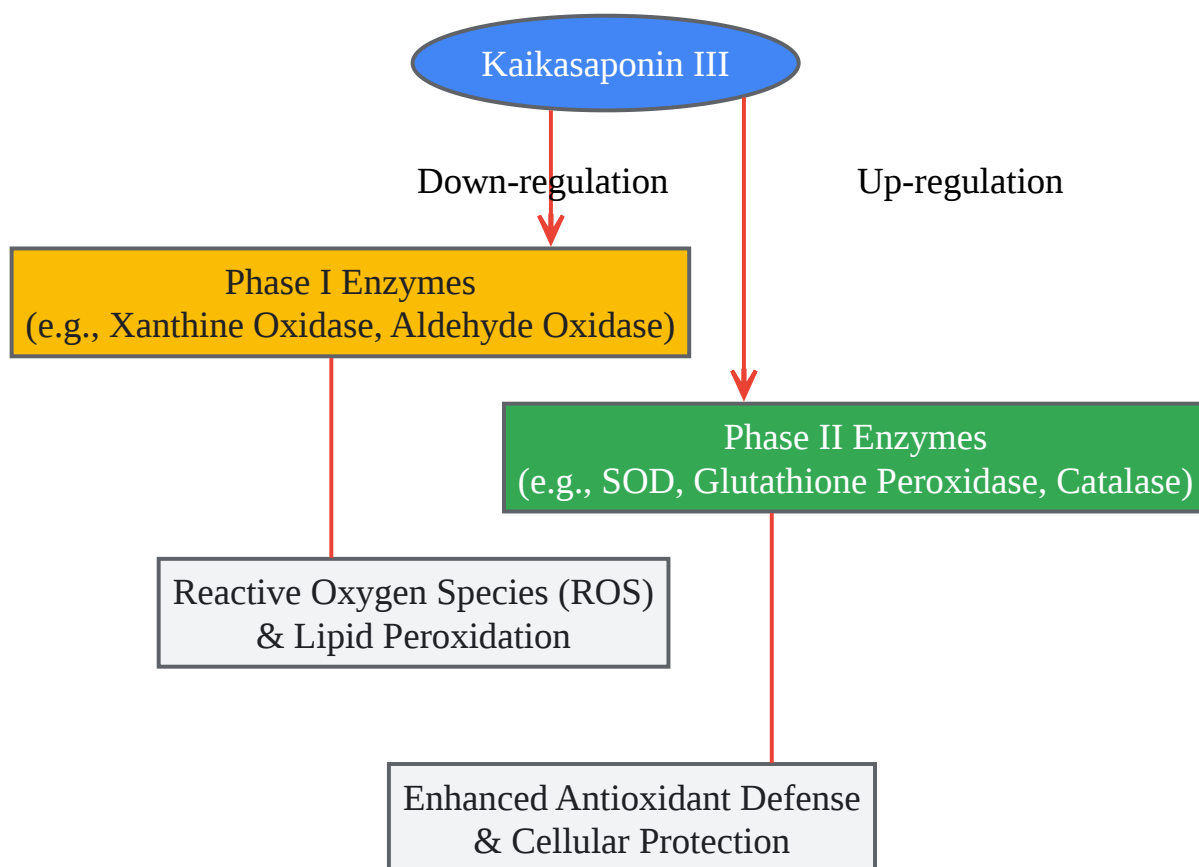 Kaikasaponin III
Down-regulation
Up-regulation
Phase I Enzymes
(e.g., Xanthine Oxidase, Aldehyde Oxidase)
Phase II Enzymes
(e.g., SOD, Glutathione Peroxidase, Catalase)
Reactive Oxygen Species (ROS)
& Lipid Peroxidation
Enhanced Antioxidant Defense
& Cellular Protection